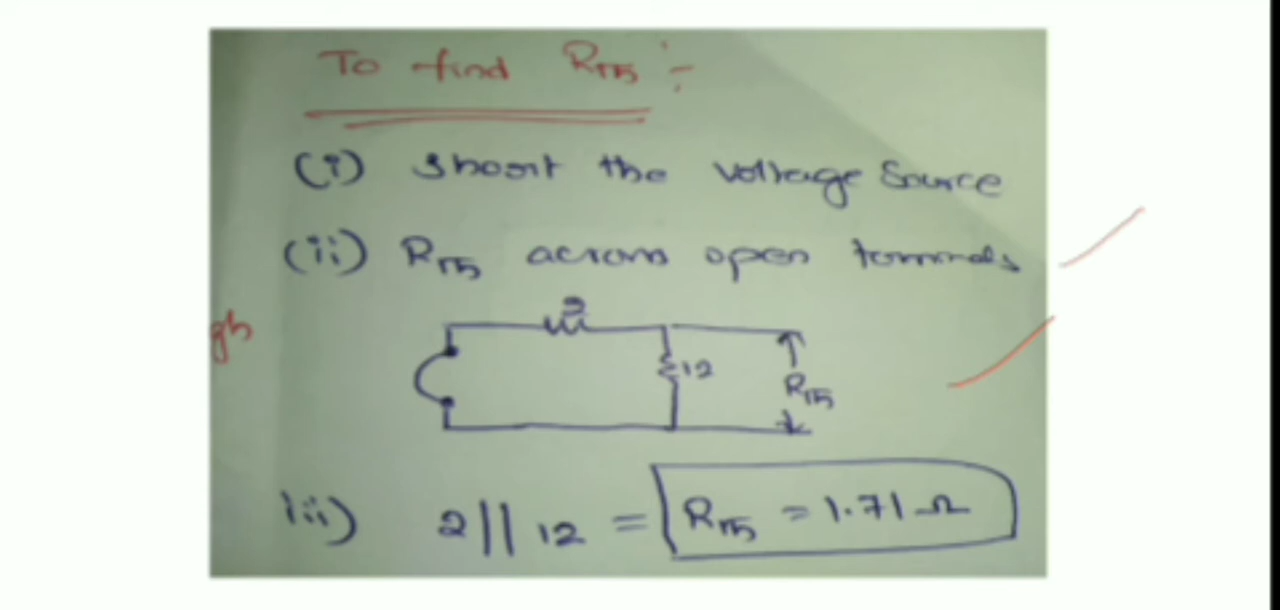 To find RTh :-
(i) Short the Voltage Source
(ii) RTh across open terminals
2
12
RTh
iii) 2 || 12 = RTh = 1.71 Ω